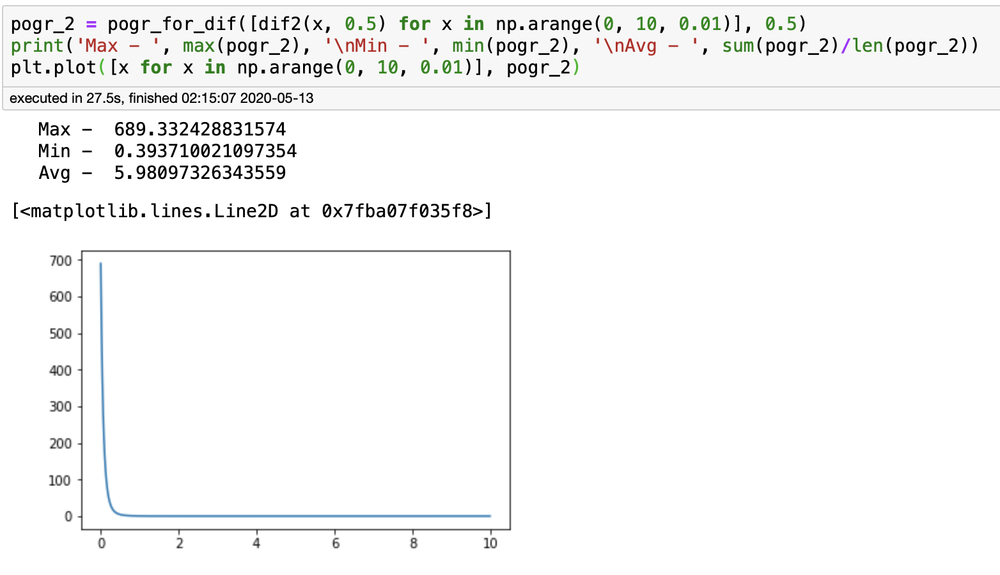 pogr_2 = pogr_for_dif([dif2(x, 0.5) for x in np.arange(0, 10, 0.01)], 0.5)
print('Max – ', max(pogr_2), '\nMin – ', min(pogr_2), '\nAvg – ', sum(pogr_2)/len(pogr_2))
plt.plot([x for x in np.arange(0, 10, 0.01)], pogr_2)
executed in 27.5s, finished 02:15:07 2020-05-13
Max –  689.332428831574
Min –  0.393710021097354
Avg –  5.98097326343559
[<matplotlib.lines.Line2D at 0x7fba07f035f8>]
700
600
500
400
300
200
100
0
0 2 4 6 8 10